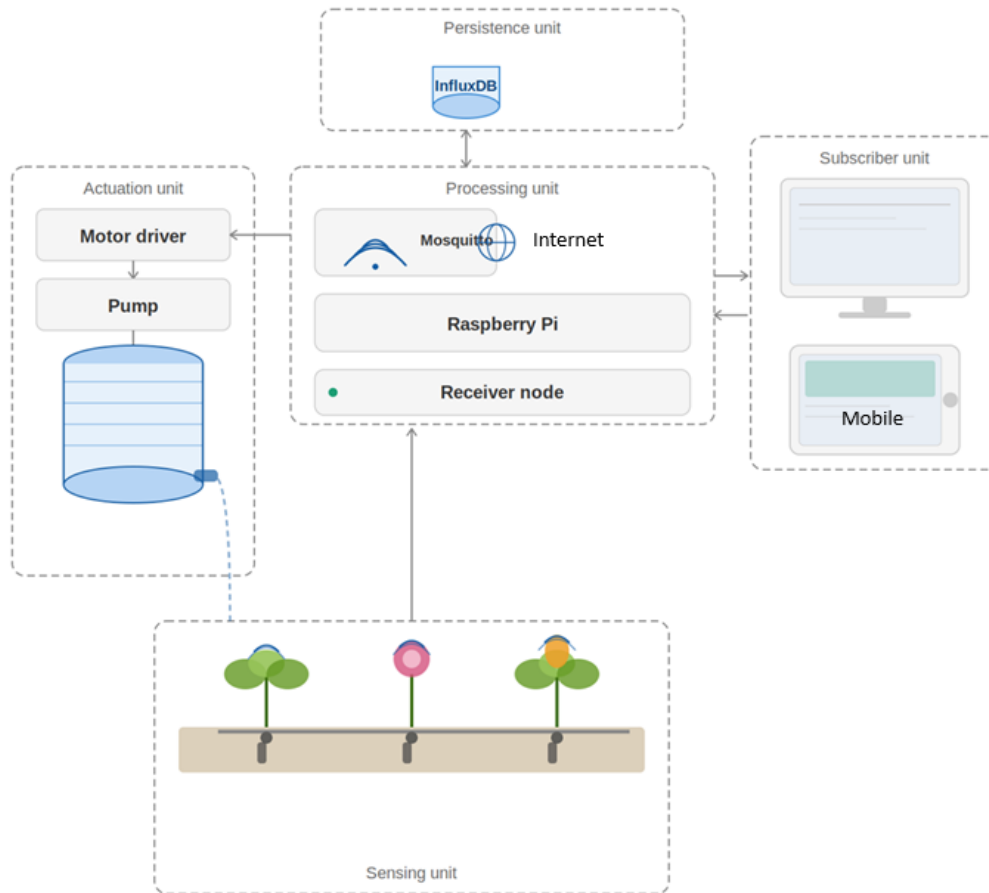 Persistence unit
InfluxDB
Actuation unit
Motor driver
Pump
Processing unit
Mosquitto
Internet
Raspberry Pi
Receiver node
Subscriber unit
Mobile
Sensing unit